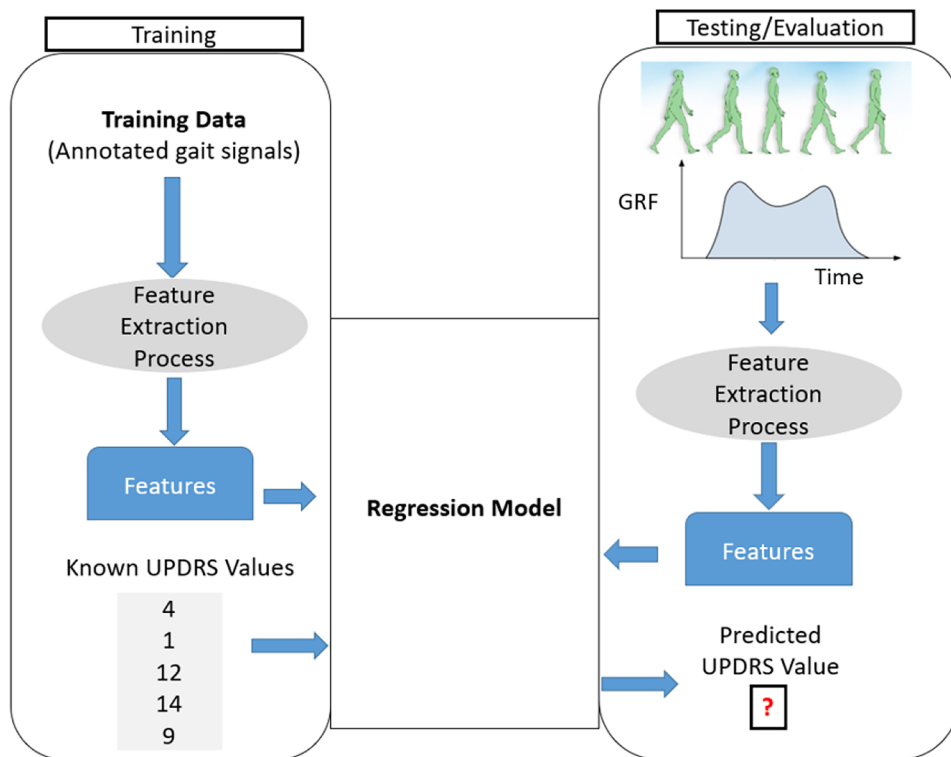 Training
Training Data
(Annotated gait signals)
Feature
Extraction
Process
Features
Known UPDRS Values
4
1
12
14
9
Regression Model
Testing/Evaluation
GRF
Time
Feature
Extraction
Process
Features
Predicted
UPDRS Value
?